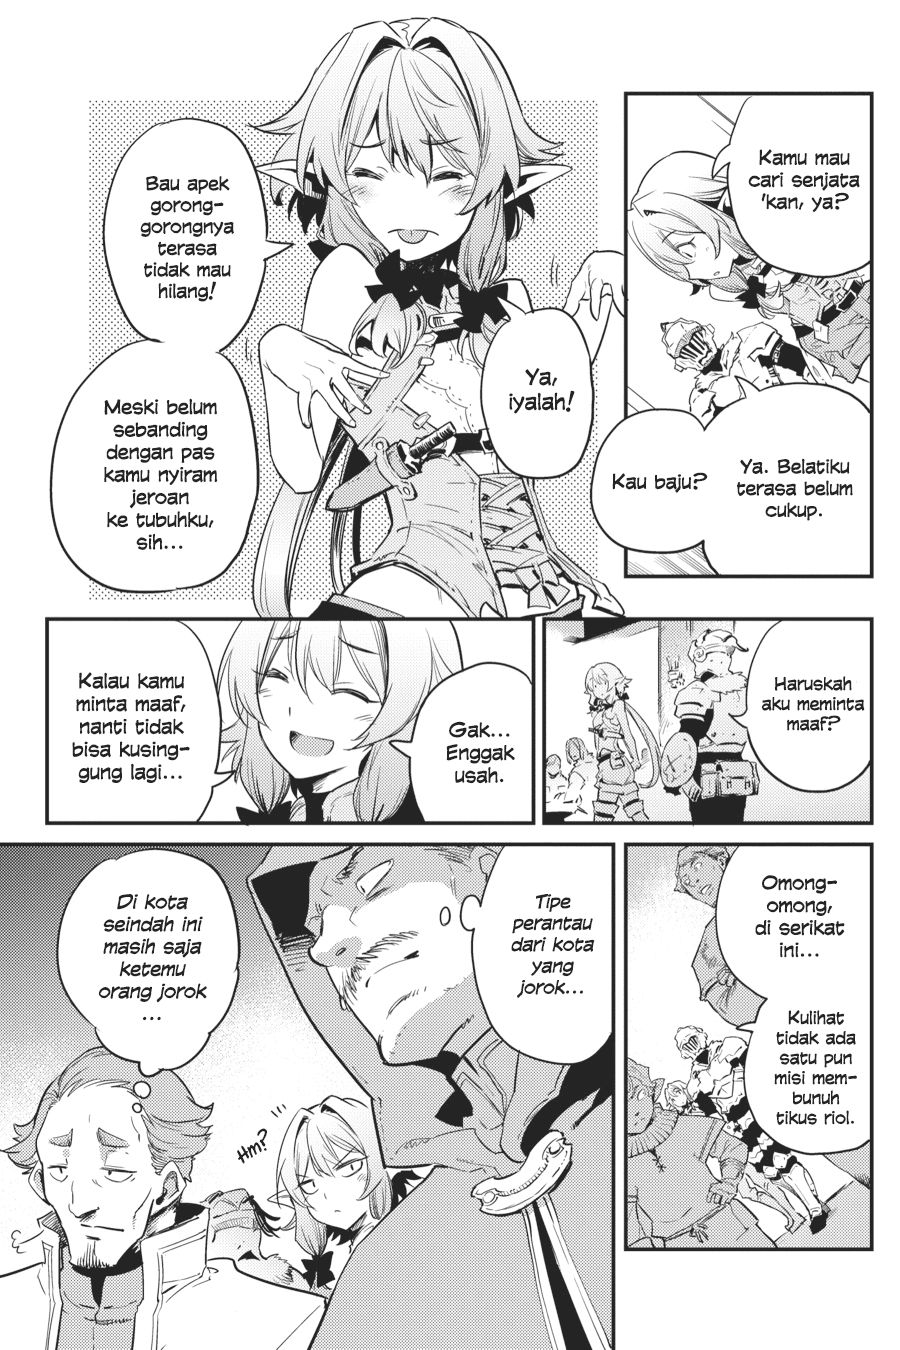 Kamu mau
cari senjata
'kan, ya?
Ya. Belatiku
terasa belum
cukup.
Kau baju?
Ya,
iyalah!
Bau apek
gorong-
gorongnya
terasa
tidak mau
hilang!
Meski belum
sebanding
dengan pas
kamu nyiram
jeroan
ke tubuhku,
sih...
Haruskah
aku meminta
maaf?
Gak...
Enggak
usah.
Kalau kamu
minta maaf,
nanti tidak
bisa kusing-
gung lagi...
Omong-
omong,
di serikat
ini...
Kulihat
tidak ada
satu pun
misi mem-
bunuh
tikus riol.
Tipe
perantau
dari kota
yang
jorok...
Di kota
seindah ini
masih saja
ketemu
orang jorok
...
Hm?